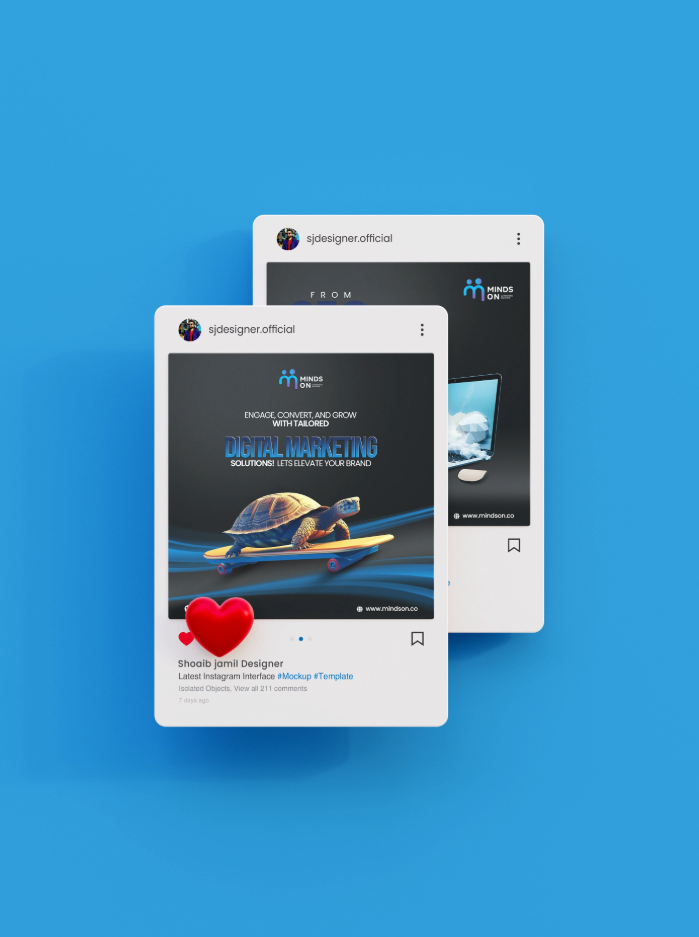 sjdesigner.official
FROM
MINDS
ON
www.mindson.co
sjdesigner.official
MINDS
ON
ENGAGE, CONVERT, AND GROW
WITH TAILORED
DIGITAL MARKETING
SOLUTIONS! LETS ELEVATE YOUR BRAND
www.mindson.co
Shoaib jamil Designer
Latest Instagram Interface #Mockup #Template
Isolated Objects. View all 211 comments
7 days ago